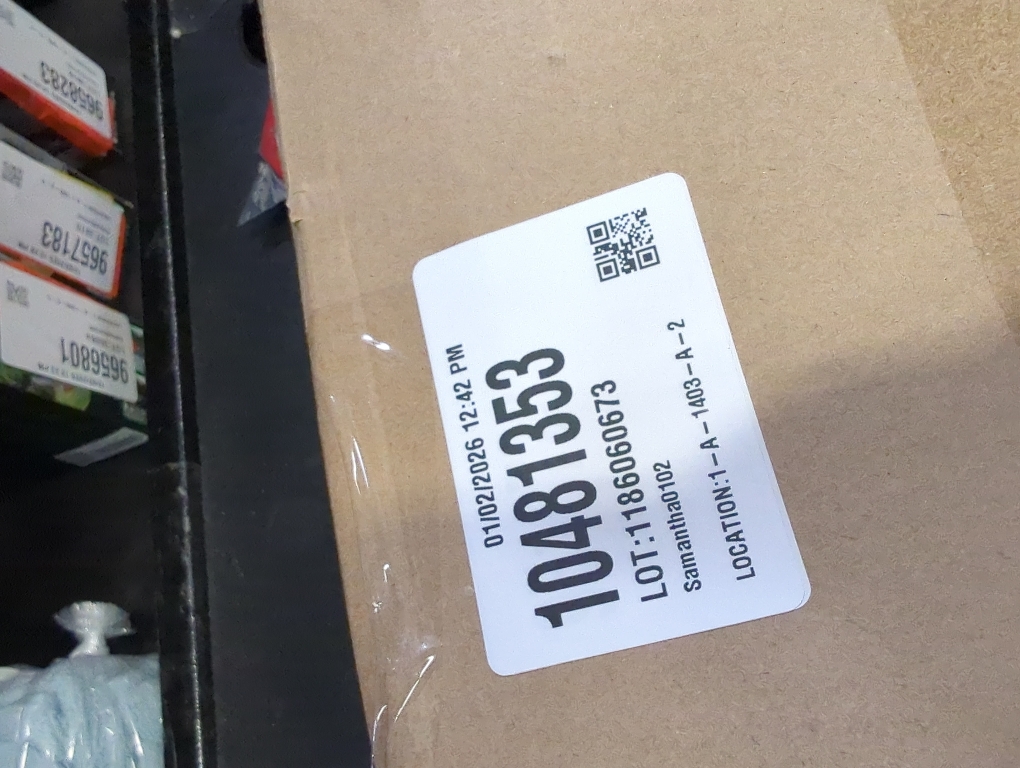 01/02/2026 12:42 PM
10481353
LOT:1186060673
Samantha0102
LOCATION:1-A-1403-A-2
9658283
9657183
9656801